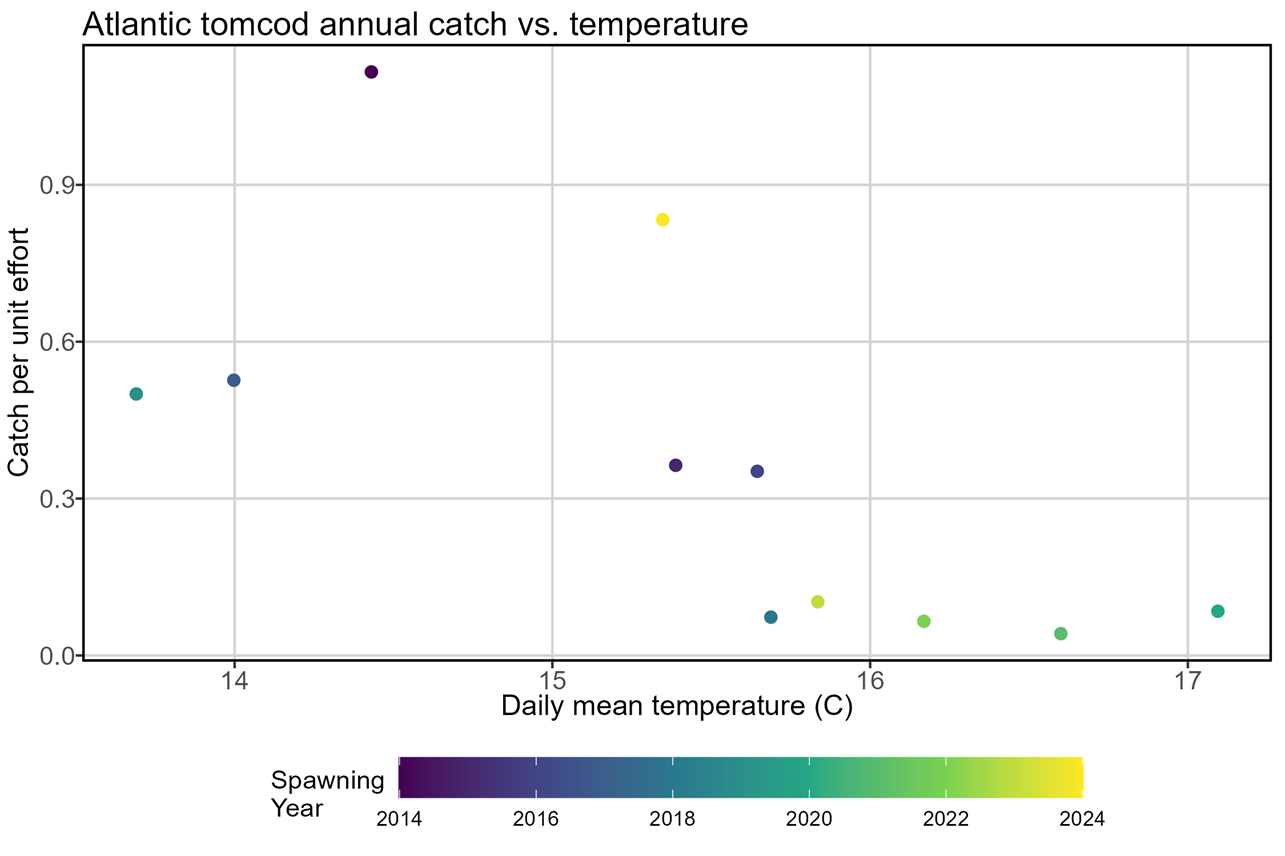 Atlantic tomcod annual catch vs. temperature
Catch per unit effort
0.9
0.6
0.3
0.0
14 15 16 17
Daily mean temperature (C)
Spawning
Year
2014 2016 2018 2020 2022 2024